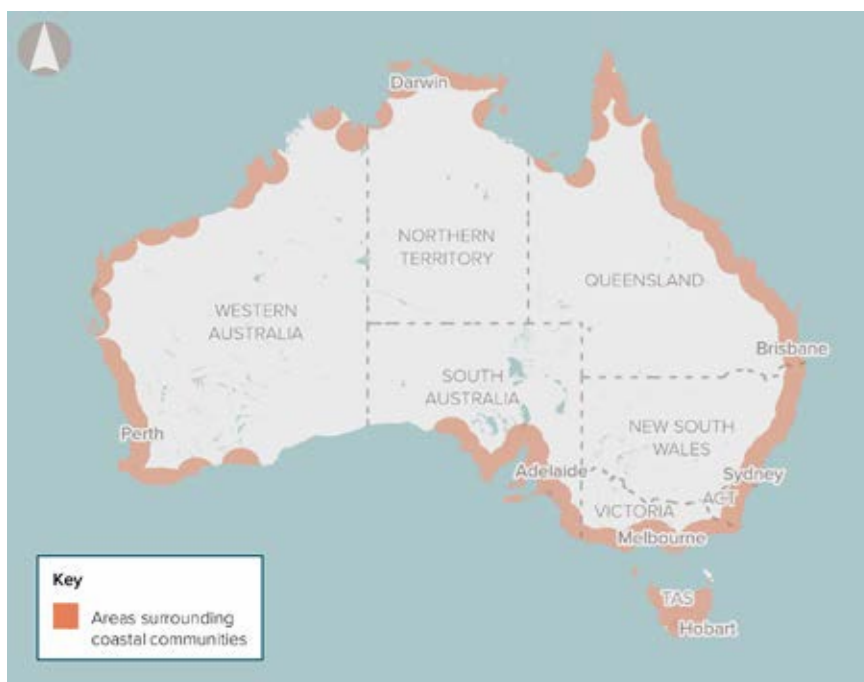 Darwin
NORTHERN
TERRITORY
QUEENSLAND
WESTERN
AUSTRALIA
Brisbane
SOUTH
AUSTRALIA
NEW SOUTH
WALES
Perth
Adelaide
Sydney
ACT
VICTORIA
Melbourne
TAS
Hobart
Key
Areas surrounding
coastal communities